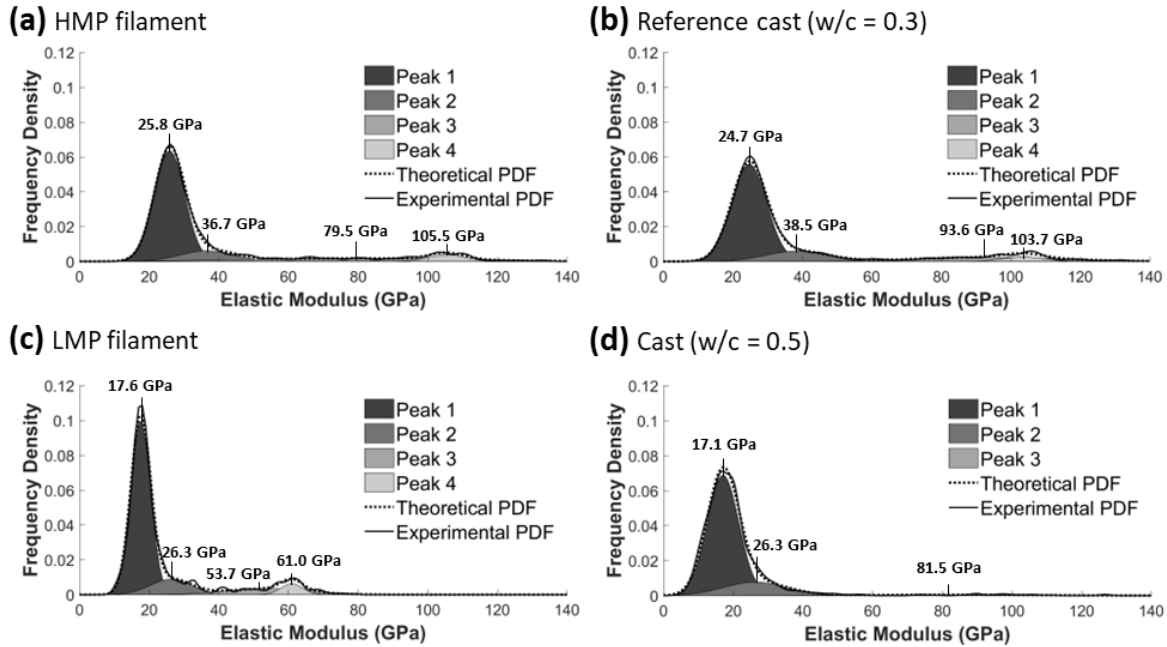 (a) HMP filament
0.12
0.1
0.08
0.06
0.04
0.02
0
Frequency Density
25.8 GPa
36.7 GPa
79.5 GPa
105.5 GPa
Peak 1
Peak 2
Peak 3
Peak 4
Theoretical PDF
Experimental PDF
0 20 40 60 80 100 120 140
Elastic Modulus (GPa)
(b) Reference cast (w/c = 0.3)
0.12
0.1
0.08
0.06
0.04
0.02
0
Frequency Density
24.7 GPa
38.5 GPa
93.6 GPa
103.7 GPa
Peak 1
Peak 2
Peak 3
Peak 4
Theoretical PDF
Experimental PDF
0 20 40 60 80 100 120 140
Elastic Modulus (GPa)
(c) LMP filament
0.12
0.1
0.08
0.06
0.04
0.02
0
Frequency Density
17.6 GPa
26.3 GPa
53.7 GPa
61.0 GPa
Peak 1
Peak 2
Peak 3
Peak 4
Theoretical PDF
Experimental PDF
0 20 40 60 80 100 120 140
Elastic Modulus (GPa)
(d) Cast (w/c = 0.5)
0.12
0.1
0.08
0.06
0.04
0.02
0
Frequency Density
17.1 GPa
26.3 GPa
81.5 GPa
Peak 1
Peak 2
Peak 3
Theoretical PDF
Experimental PDF
0 20 40 60 80 100 120 140
Elastic Modulus (GPa)